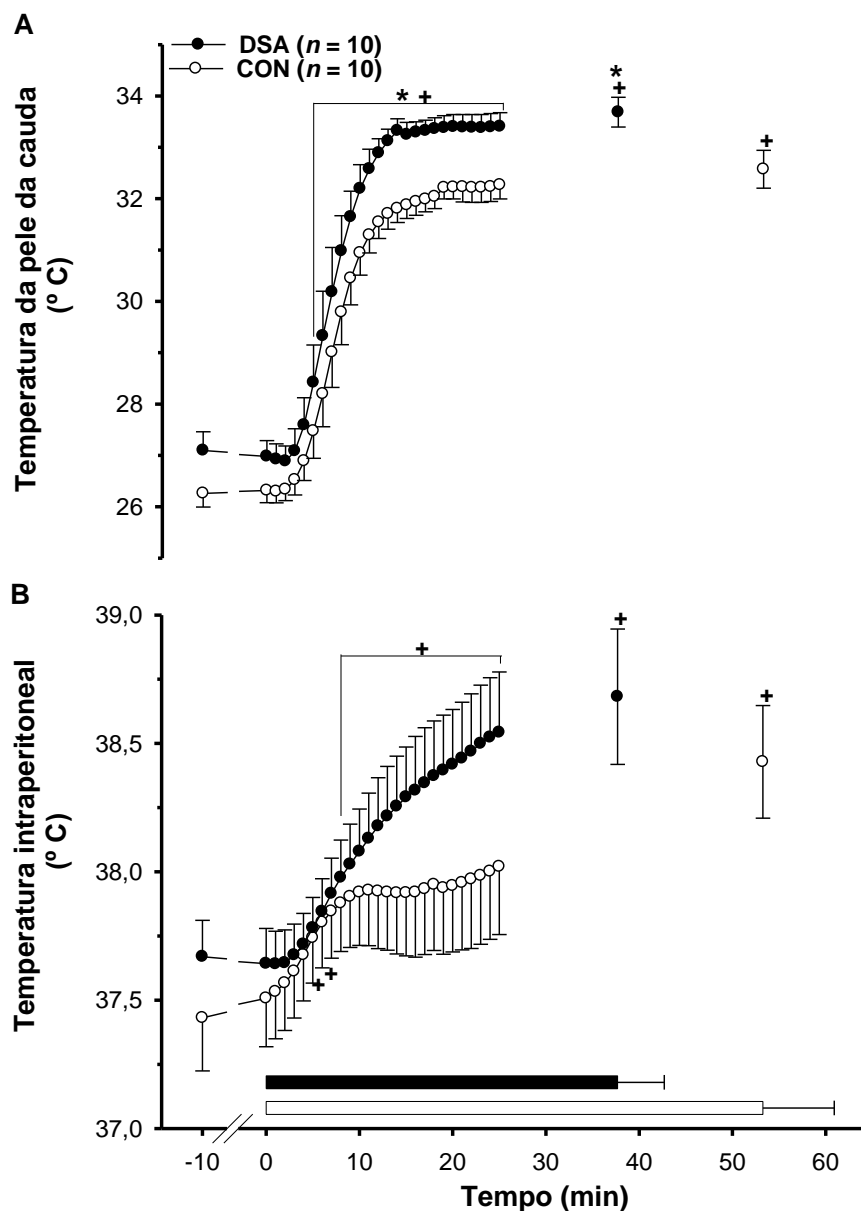 A
DSA (n = 10)
CON (n = 10)
* +
*
+
+
34
32
30
28
26
Temperatura da pele da cauda
(º C)
B
39,0
38,5
38,0
37,5
37,0
+
+
+
+ +
Temperatura intraperitoneal
(º C)
-10 0 10 20 30 40 50 60
Tempo (min)